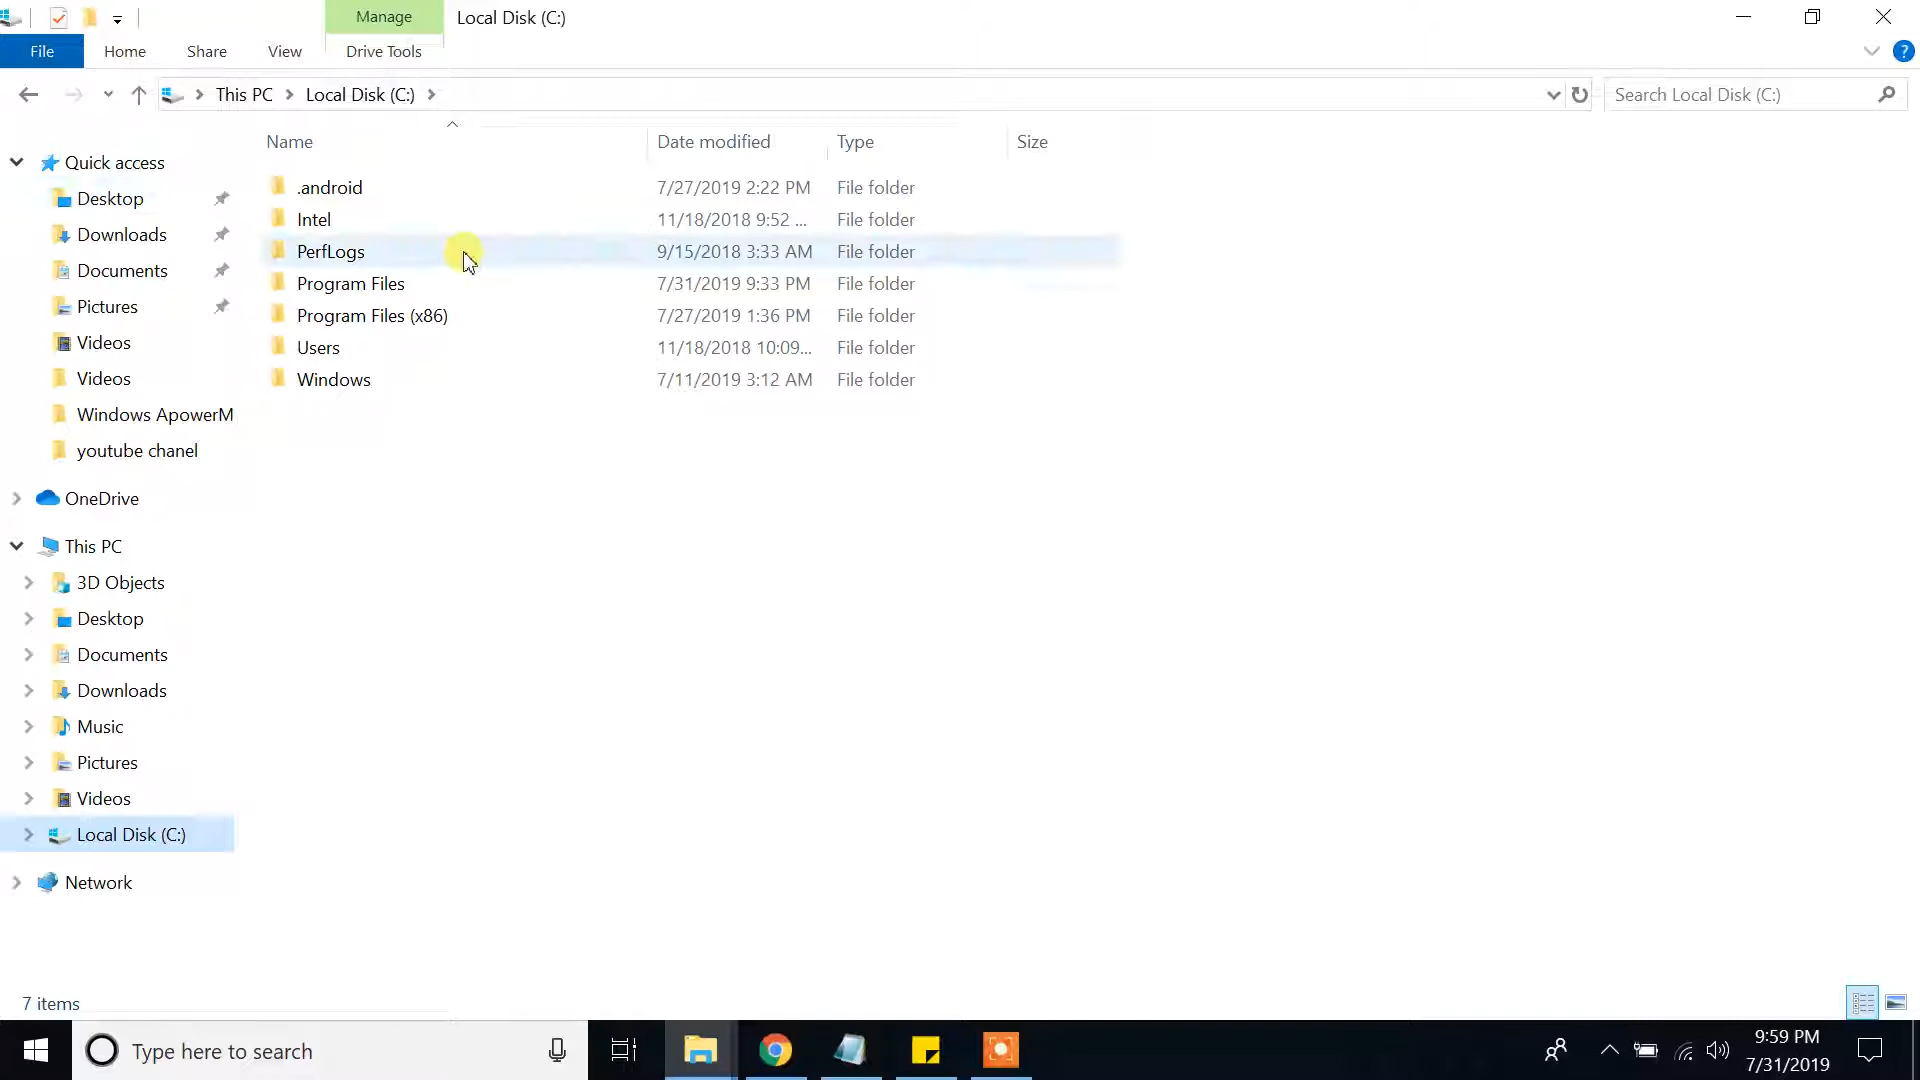 Manage
Local Disk (C:)
File
Home
Share
View
Drive Tools
?
This PC
Local Disk (C:)
Search Local Disk (C:)
Name
Date modified
Type
Size
Quick access
Desktop
Downloads
Documents
Pictures
Videos
Videos
Windows ApowerM
youtube chanel
OneDrive
This PC
3D Objects
Desktop
Documents
Downloads
Music
Pictures
Videos
Local Disk (C:)
Network
.android 7/27/2019 2:22 PM File folder
Intel 11/18/2018 9:52 ... File folder
PerfLogs 9/15/2018 3:33 AM File folder
Program Files 7/31/2019 9:33 PM File folder
Program Files (x86) 7/27/2019 1:36 PM File folder
Users 11/18/2018 10:09... File folder
Windows 7/11/2019 3:12 AM File folder
7 items
Type here to search
9:59 PM
7/31/2019